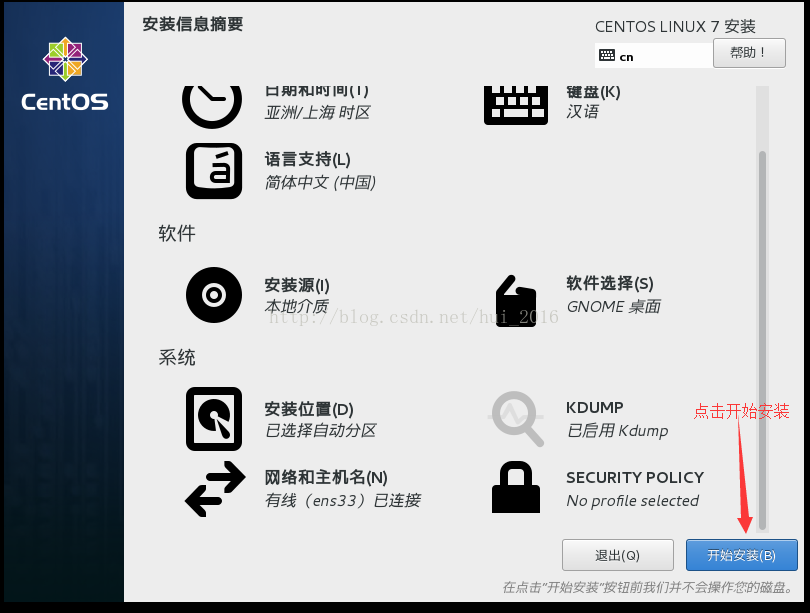 安装信息摘要
CENTOS LINUX 7 安装
cn
帮助！
CentOS
日期和时间(T)
亚洲/上海 时区
键盘(K)
汉语
语言支持(L)
简体中文 (中国)
软件
安装源(I)
本地介质
软件选择(S)
GNOME 桌面
http://blog.csdn.net/hui_2016
系统
安装位置(D)
已选择自动分区
KDUMP
已启用 Kdump
点击开始安装
网络和主机名(N)
有线（ens33）已连接
SECURITY POLICY
No profile selected
退出(Q)
开始安装(B)
在点击"开始安装"按钮前我们并不会操作您的磁盘。